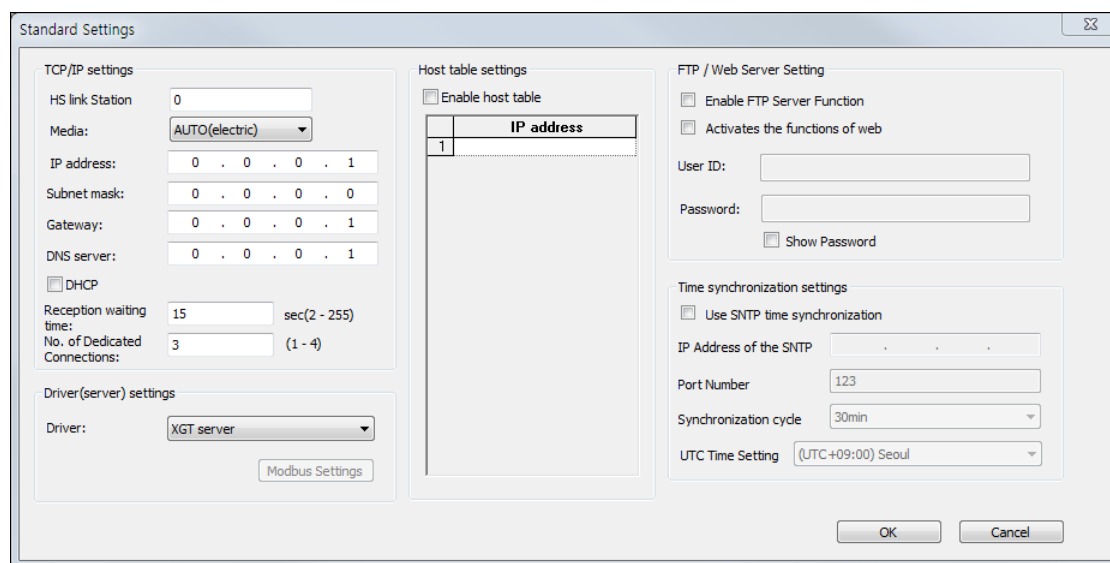 Standard Settings
TCP/IP settings
HS link Station 0
Media: AUTO(electric)
IP address: 0 . 0 . 0 . 1
Subnet mask: 0 . 0 . 0 . 0
Gateway: 0 . 0 . 0 . 1
DNS server: 0 . 0 . 0 . 1
DHCP
Reception waiting
time:
15 sec(2 - 255)
No. of Dedicated
Connections:
3 (1 - 4)
Driver(server) settings
Driver: XGT server
Modbus Settings
Host table settings
Enable host table
IP address
1
FTP / Web Server Setting
Enable FTP Server Function
Activates the functions of web
User ID:
Password:
Show Password
Time synchronization settings
Use SNTP time synchronization
IP Address of the SNTP . . .
Port Number 123
Synchronization cycle 30min
UTC Time Setting (UTC+09:00) Seoul
OK Cancel